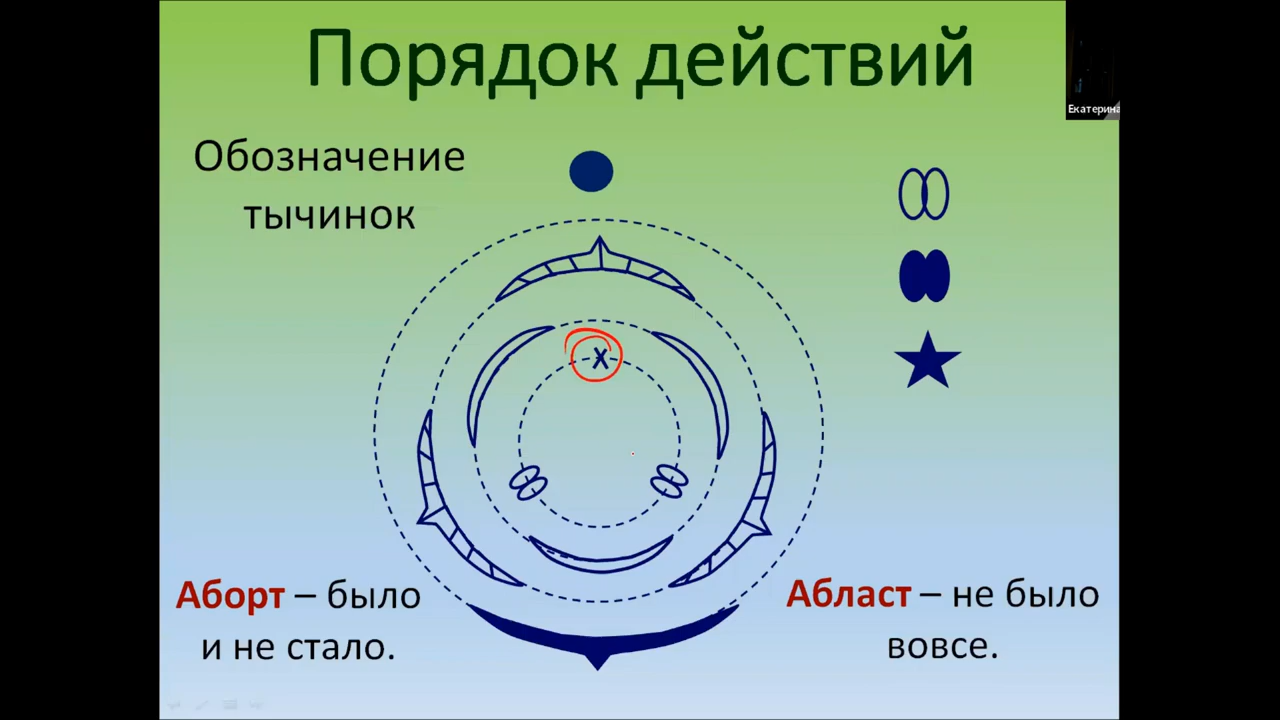 Порядок действий
Екатерина
Обозначение
тычинок
X
Аборт – было
и не стало.
Абласт – не было
вовсе.